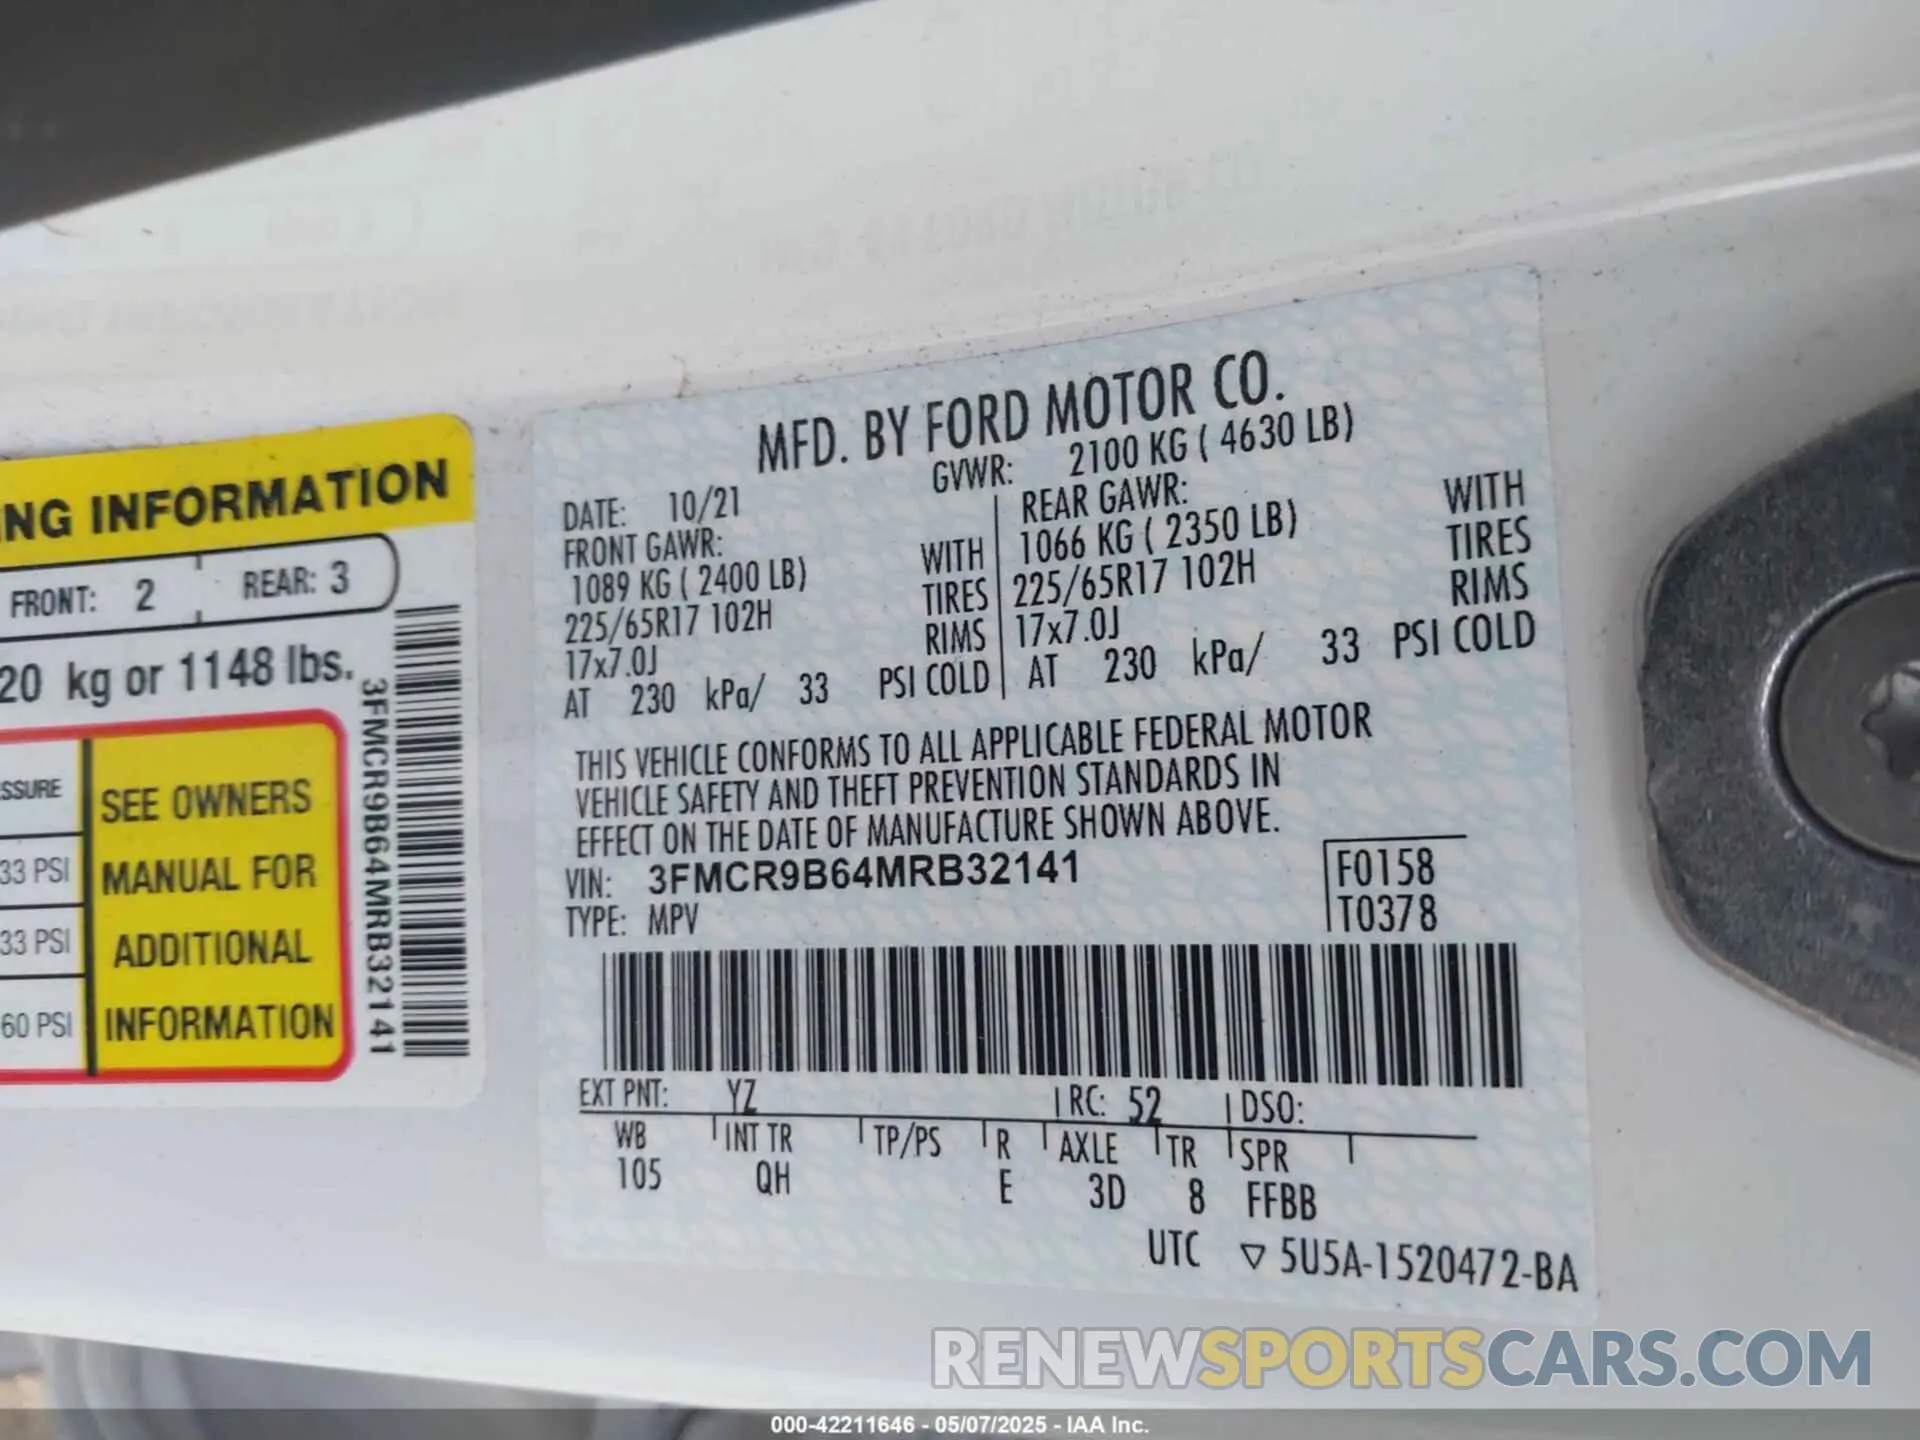 NG INFORMATION
FRONT: 2 REAR: 3
20 kg or 1148 lbs.
SSURE
33 PSI
33 PSI
60 PSI
SEE OWNERS
MANUAL FOR
ADDITIONAL
INFORMATION
3FMCR9B64MRB32141
MFD. BY FORD MOTOR CO.
DATE: 10/21 GVWR: 2100 KG ( 4630 LB)
FRONT GAWR:
1089 KG ( 2400 LB) WITH
225/65R17 102H TIRES
17x7.0J RIMS
AT 230 kPa/ 33 PSI COLD
REAR GAWR:
1066 KG ( 2350 LB) WITH
225/65R17 102H TIRES
17x7.0J RIMS
AT 230 kPa/ 33 PSI COLD
THIS VEHICLE CONFORMS TO ALL APPLICABLE FEDERAL MOTOR
VEHICLE SAFETY AND THEFT PREVENTION STANDARDS IN
EFFECT ON THE DATE OF MANUFACTURE SHOWN ABOVE.
VIN: 3FMCR9B64MRB32141
TYPE: MPV
F0158
T0378
EXT PNT: YZ RC: 52 DSO:
WB INT TR TP/PS R AXLE TR SPR
105 QH E 3D 8 FFBB
UTC ▽ 5U5A-1520472-BA
RENEWSPORTSCARS.COM
000-42211646 - 05/07/2025 - IAA Inc.